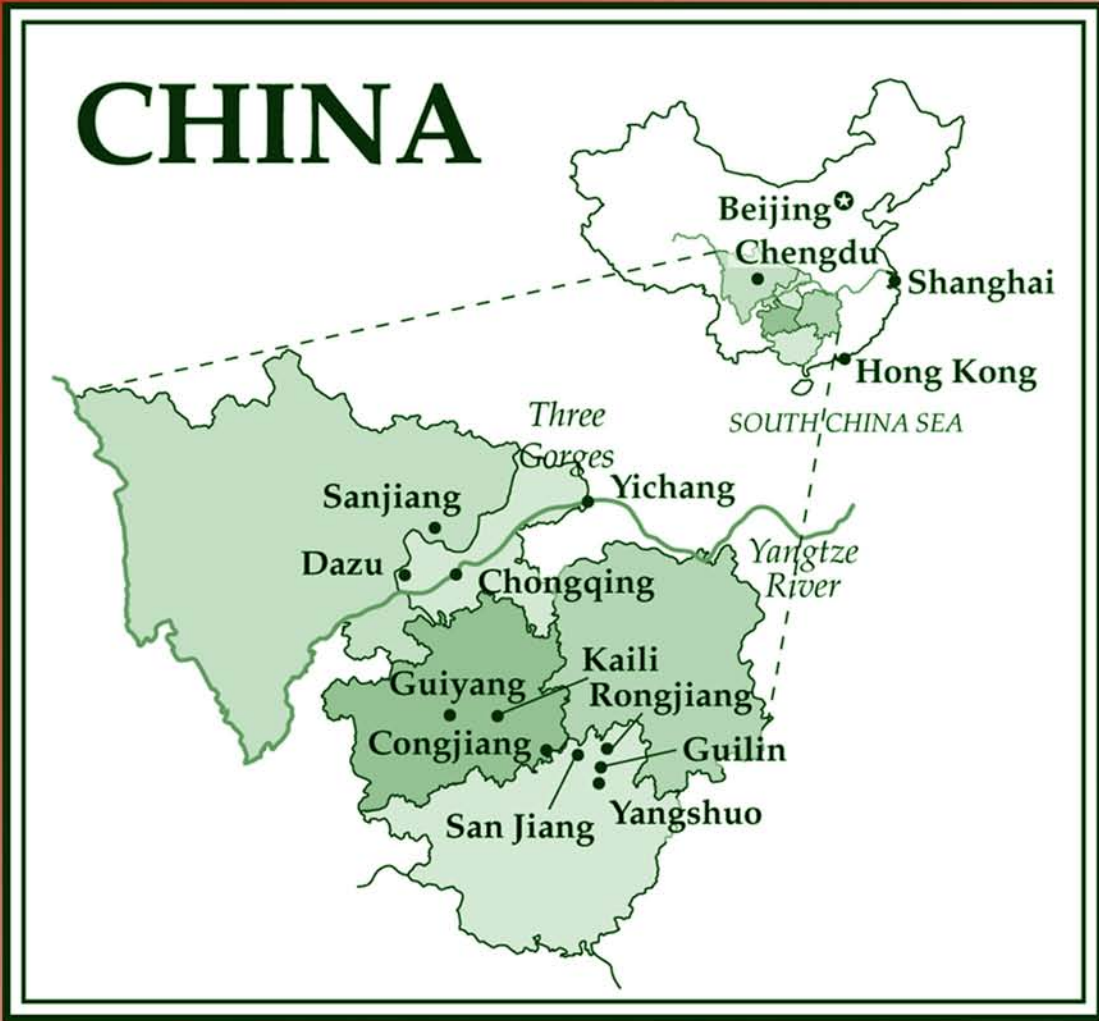 CHINA
Beijing
Chengdu
Shanghai
Hong Kong
SOUTH CHINA SEA
Three
Gorges
Yichang
Sanjiang
Yangtze
River
Dazu
Chongqing
Kaili
Guiyang
Rongjiang
Congjiang
Guilin
San Jiang
Yangshuo